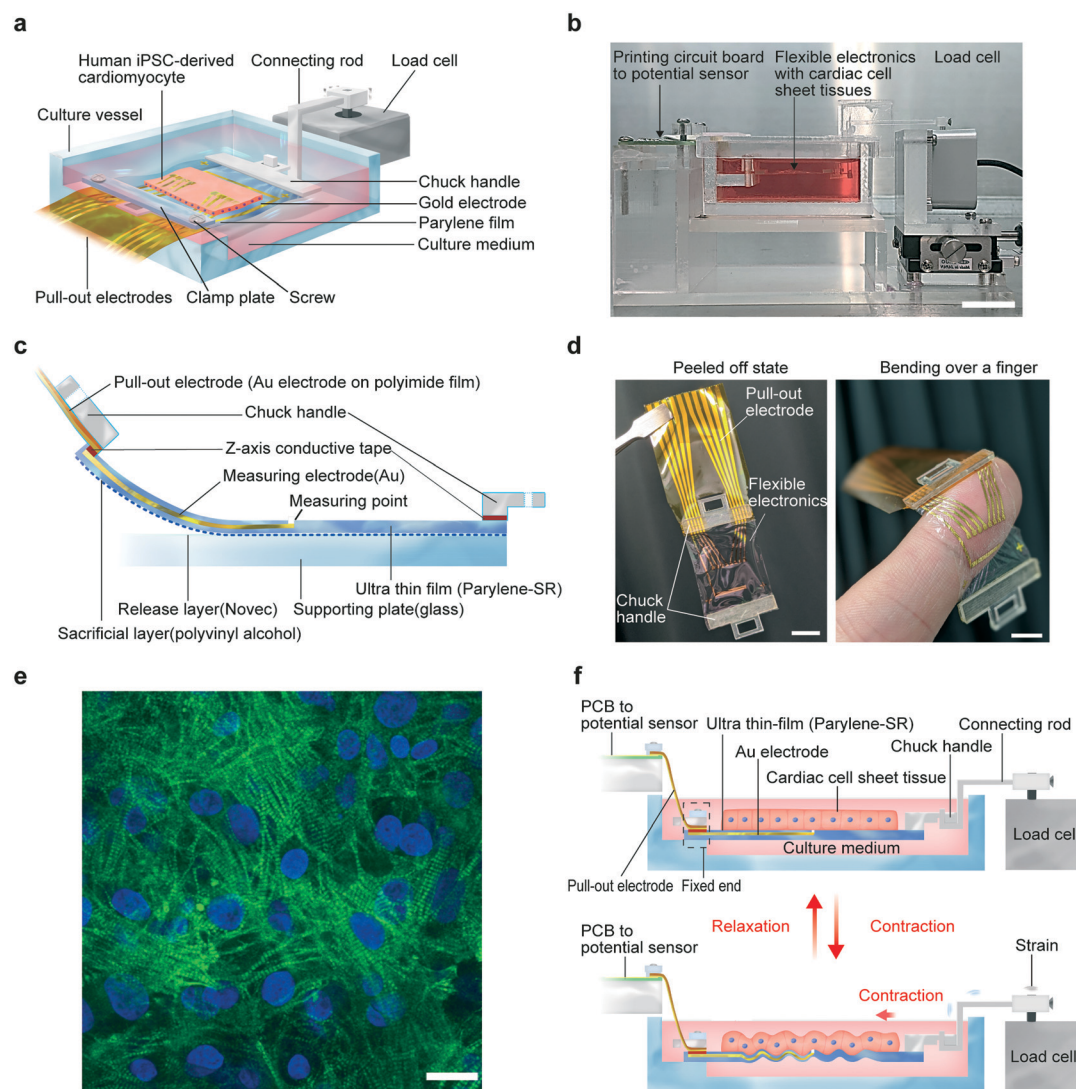 a
Human iPSC-derived
cardiomyocyte
Connecting rod
Load cell
Culture vessel
Chuck handle
Gold electrode
Parylene film
Culture medium
Pull-out electrodes
Clamp plate
Screw
b
Printing circuit board
to potential sensor
Flexible electronics
with cardiac cell
sheet tissues
Load cell
c
Pull-out electrode (Au electrode on polyimide film)
Chuck handle
Z-axis conductive tape
Measuring electrode(Au)
Measuring point
Ultra thin film (Parylene-SR)
Release layer(Novec)
Supporting plate(glass)
Sacrificial layer(polyvinyl alcohol)
d
Peeled off state
Bending over a finger
Pull-out
electrode
Flexible
electronics
Chuck
handle
e
f
PCB to
potential sensor
Ultra thin-film (Parylene-SR)
Connecting rod
Au electrode
Chuck handle
Cardiac cell sheet tissue
Load cell
Culture medium
Pull-out electrode
Fixed end
Relaxation
Contraction
PCB to
potential sensor
Strain
Contraction
Load cell